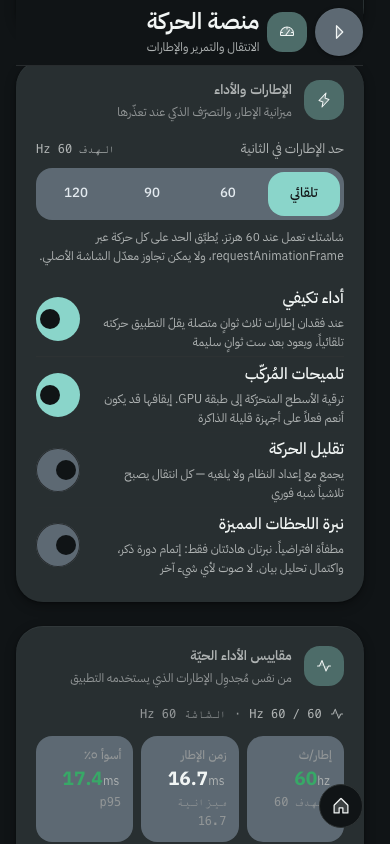 منصة الحركة
الانتقال والتمرير والإطارات
الإطارات والأداء
ميزانية الإطار، والتصرّف الذكي عند تعذّرها
حد الإطارات في الثانية
الهدف 60 Hz
تلقائي
60
90
120
شاشتك تعمل عند 60 هرتز. يُطبَّق الحد على كل حركة عبر
requestAnimationFrame، ولا يمكن تجاوز معدّل الشاشة الأصلي.
أداء تكيفي
عند فقدان إطارات ثلاث ثوانٍ متصلة يقلّ التطبيق حركته
تلقائياً، ويعود بعد ست ثوانٍ سليمة
تلميحات المُركّب
ترقية الأسطح المتحرّكة إلى طبقة GPU. إيقافها قد يكون
أنعم فعلاً على أجهزة قليلة الذاكرة
تقليل الحركة
يجمع مع إعداد النظام ولا يلغيه — كل انتقال يصبح
تلاشياً شبه فوري
نبرة اللحظات المميزة
مطفأة افتراضياً. نبرتان هادئتان فقط: إتمام دورة ذكر،
واكتمال تحليل بيان. لا صوت لأي شيء آخر
مقاييس الأداء الحيّة
من نفس مُجدوِل الإطارات الذي يستخدمه التطبيق
60 / 60 Hz · الشاشة 60 Hz
إطار/ث
60hz
الهدف 60
زمن الإطار
16.7ms
ميزانية
16.7
أسوأ ٥٪
17.4ms
p95